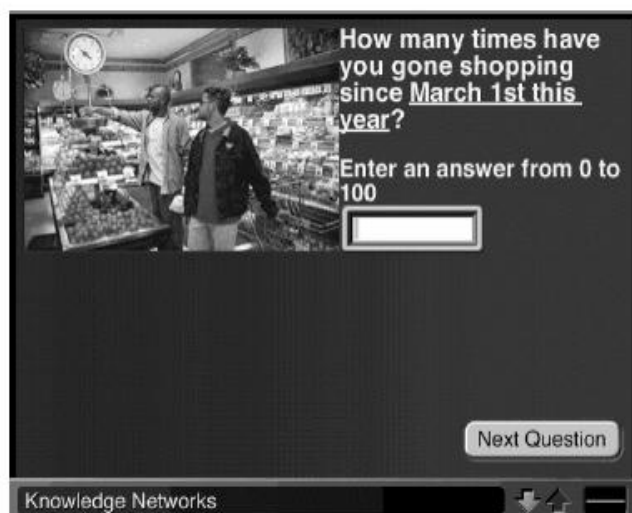 How many times have
you gone shopping
since March 1st this
year?
Enter an answer from 0 to
100
Next Question
Knowledge Networks